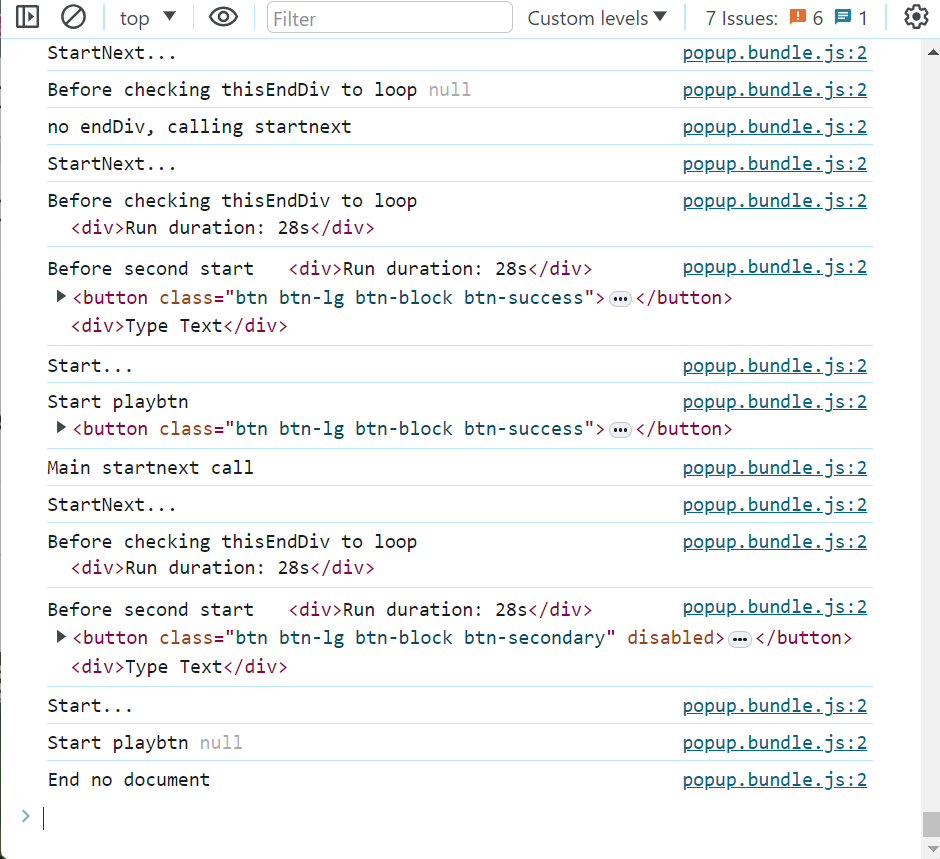 top ▼ Filter Custom levels ▼ 7 Issues: 6 1
StartNext... popup.bundle.js:2
Before checking thisEndDiv to loop null popup.bundle.js:2
no endDiv, calling startnext popup.bundle.js:2
StartNext... popup.bundle.js:2
Before checking thisEndDiv to loop popup.bundle.js:2
<div>Run duration: 28s</div>
Before second start <div>Run duration: 28s</div> popup.bundle.js:2
▶<button class="btn btn-lg btn-block btn-success">…</button>
<div>Type Text</div>
Start... popup.bundle.js:2
Start playbtn popup.bundle.js:2
▶<button class="btn btn-lg btn-block btn-success">…</button>
Main startnext call popup.bundle.js:2
StartNext... popup.bundle.js:2
Before checking thisEndDiv to loop popup.bundle.js:2
<div>Run duration: 28s</div>
Before second start <div>Run duration: 28s</div> popup.bundle.js:2
▶<button class="btn btn-lg btn-block btn-secondary" disabled>…</button>
<div>Type Text</div>
Start... popup.bundle.js:2
Start playbtn null popup.bundle.js:2
End no document popup.bundle.js:2
>